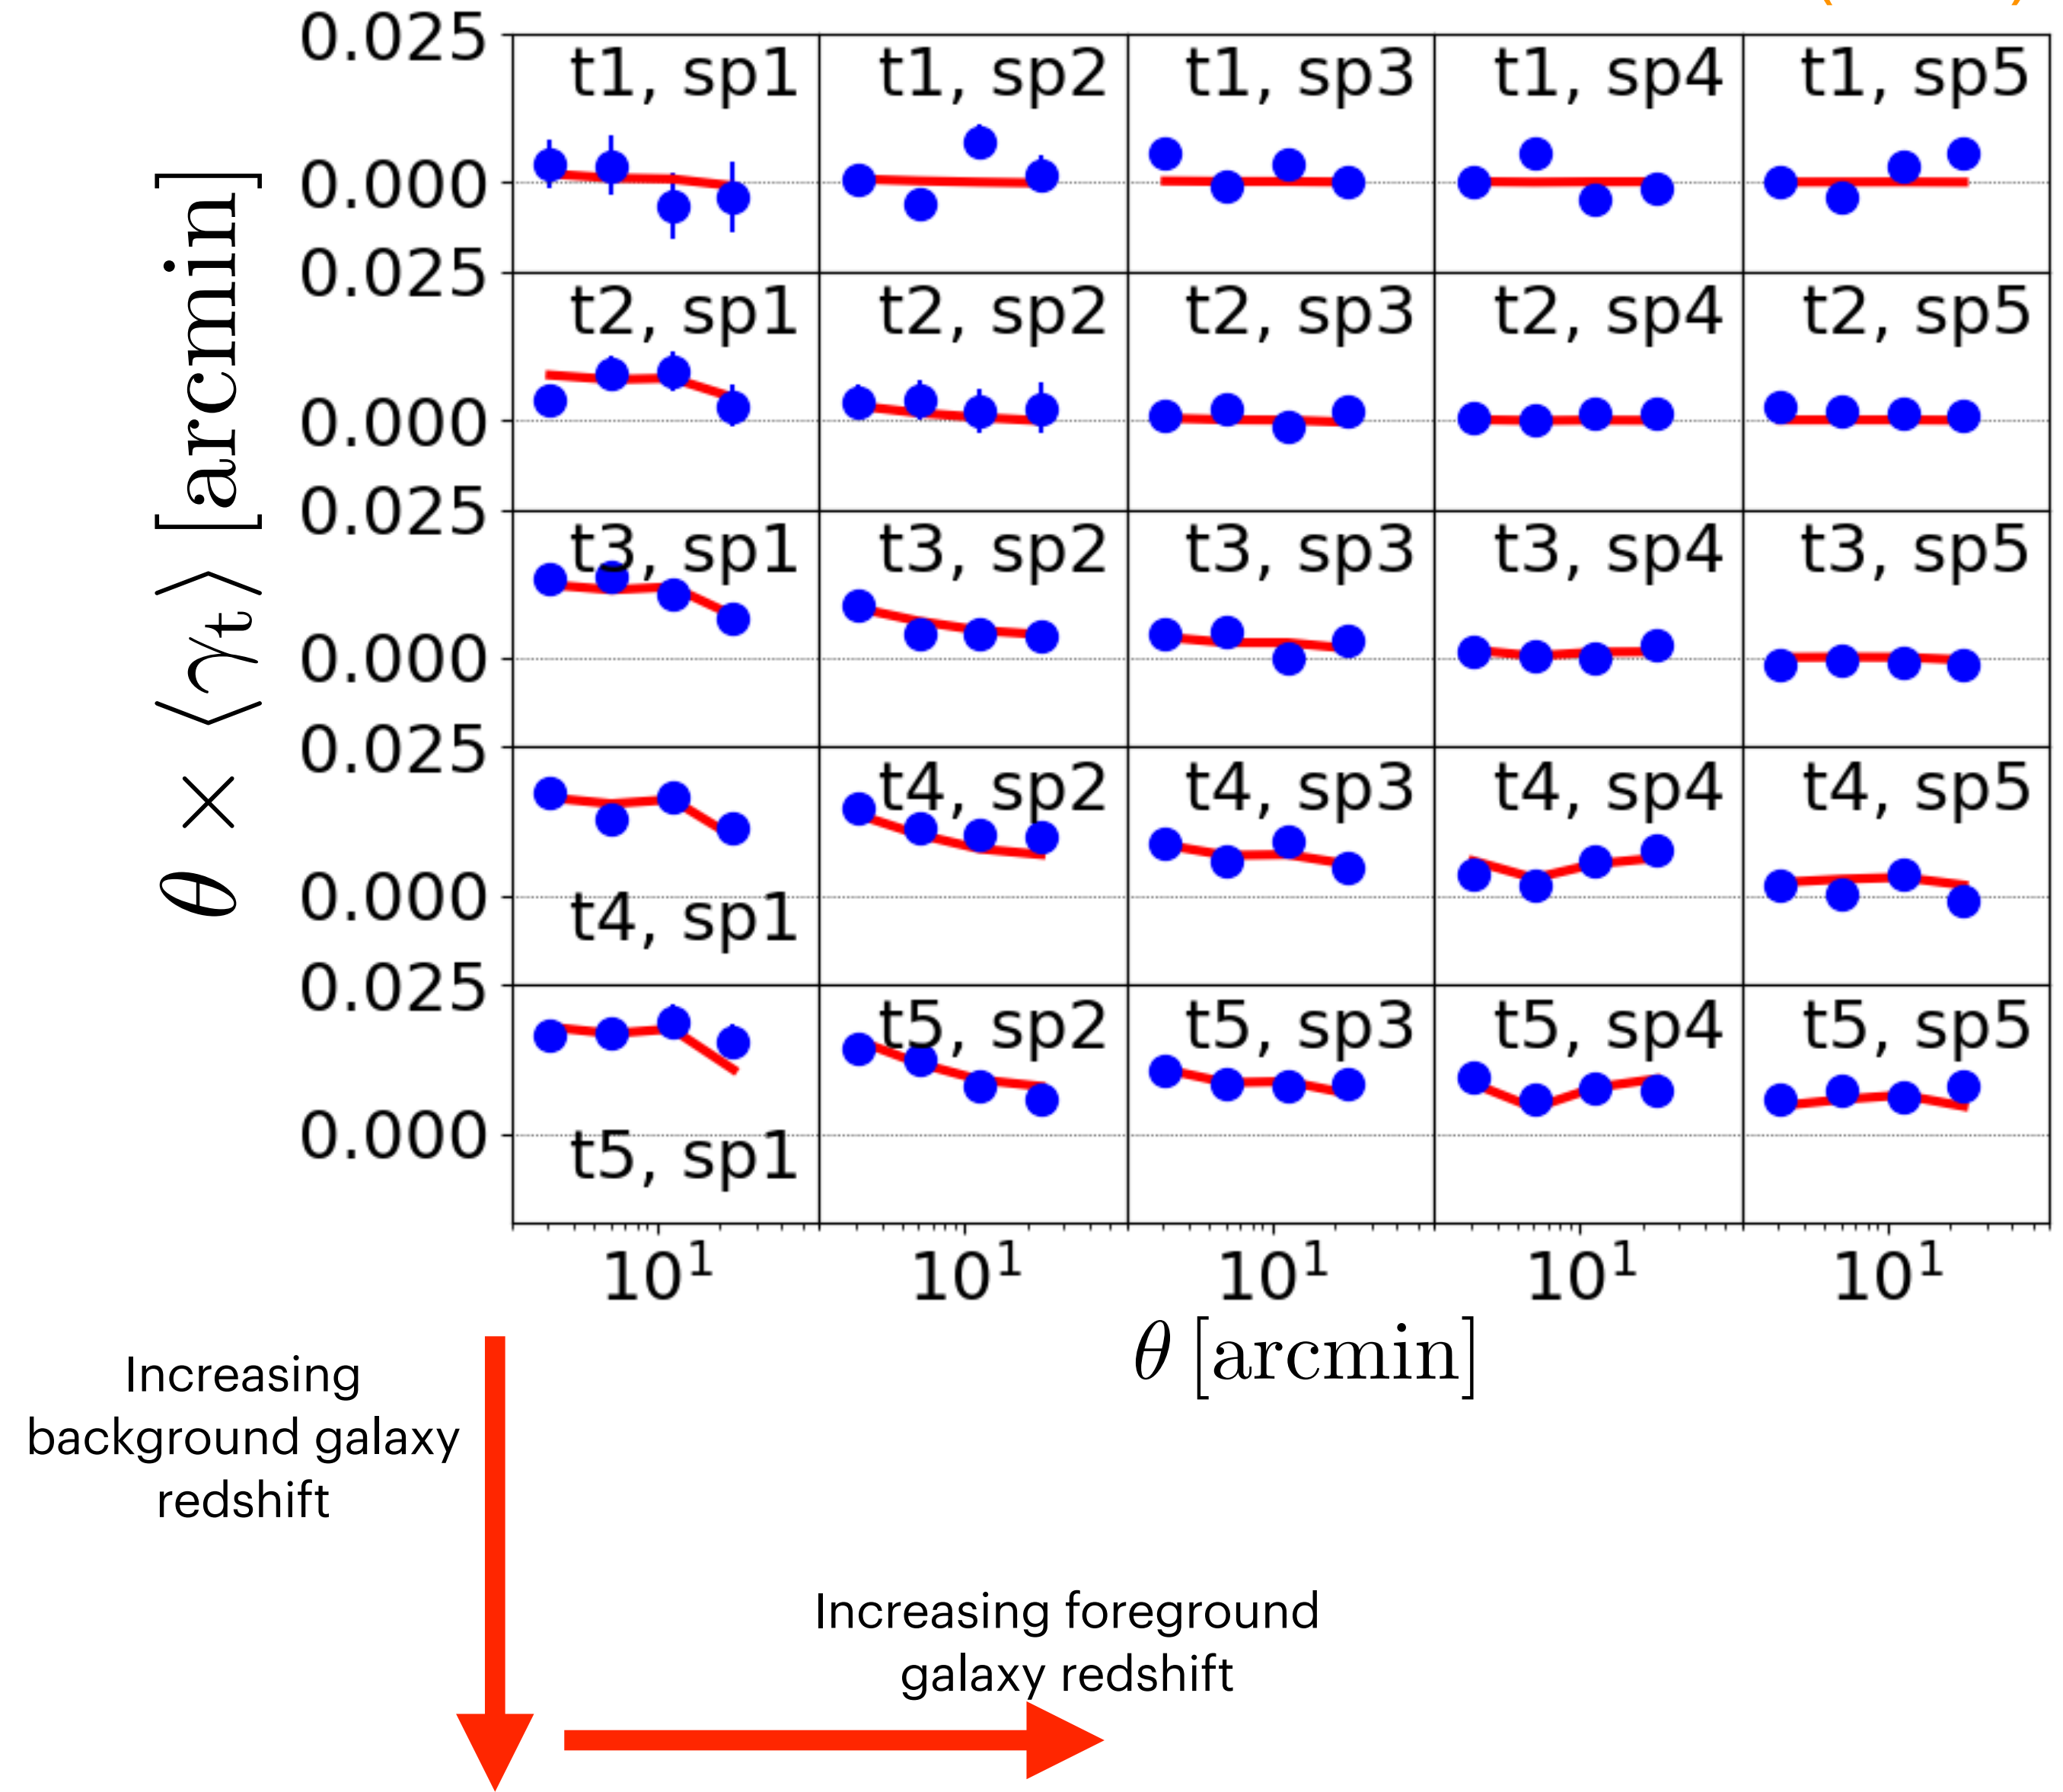 0.025
t1, sp1 t1, sp2 t1, sp3 t1, sp4 t1, sp5
0.000
0.025
t2, sp1 t2, sp2 t2, sp3 t2, sp4 t2, sp5
0.000
0.025
t3, sp1 t3, sp2 t3, sp3 t3, sp4 t3, sp5
0.000
0.025
t4, sp2 t4, sp3 t4, sp4 t4, sp5
0.000
t4, sp1
0.025
t5, sp2 t5, sp3 t5, sp4 t5, sp5
0.000
t5, sp1
θ × ⟨γₜ⟩ [arcmin]
10¹ 10¹ 10¹ 10¹ 10¹
θ [arcmin]
Increasing
background galaxy
redshift
Increasing foreground
galaxy redshift